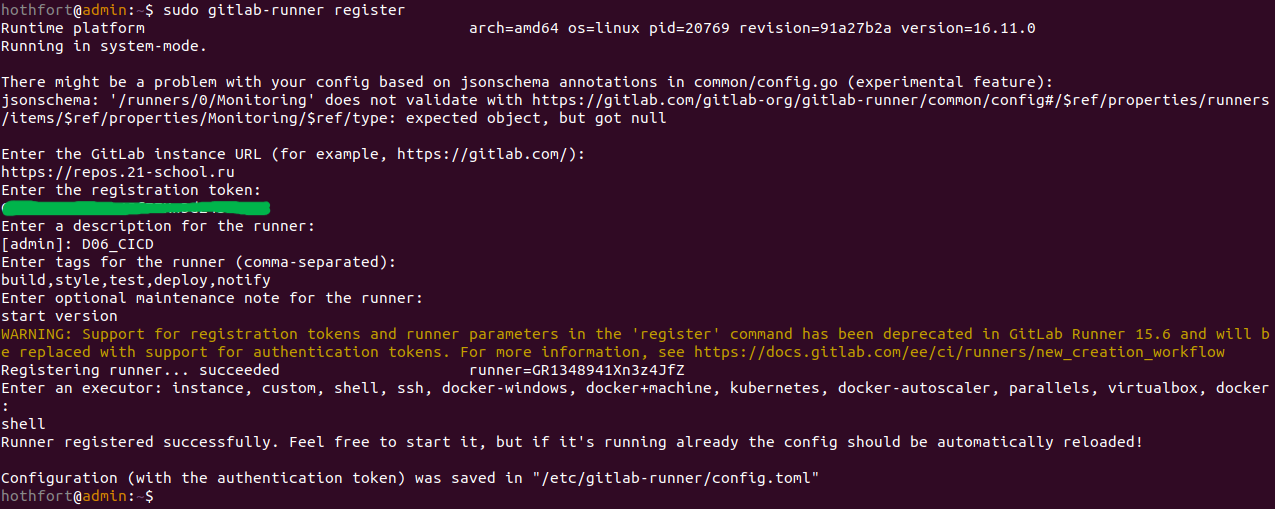 hothfort@admin:~$ sudo gitlab-runner register
Runtime platform                                    arch=amd64 os=linux pid=20769 revision=91a27b2a version=16.11.0
Running in system-mode.

There might be a problem with your config based on jsonschema annotations in common/config.go (experimental feature):
jsonschema: '/runners/0/Monitoring' does not validate with https://gitlab.com/gitlab-org/gitlab-runner/common/config#/$ref/properties/runners
/items/$ref/properties/Monitoring/$ref/type: expected object, but got null

Enter the GitLab instance URL (for example, https://gitlab.com/):
https://repos.21-school.ru
Enter the registration token:
Enter a description for the runner:
[admin]: D06_CICD
Enter tags for the runner (comma-separated):
build,style,test,deploy,notify
Enter optional maintenance note for the runner:
start version
WARNING: Support for registration tokens and runner parameters in the 'register' command has been deprecated in GitLab Runner 15.6 and will b
e replaced with support for authentication tokens. For more information, see https://docs.gitlab.com/ee/ci/runners/new_creation_workflow
Registering runner... succeeded                     runner=GR1348941Xn3z4JfZ
Enter an executor: instance, custom, shell, ssh, docker-windows, docker+machine, kubernetes, docker-autoscaler, parallels, virtualbox, docker
:
shell
Runner registered successfully. Feel free to start it, but if it's running already the config should be automatically reloaded!

Configuration (with the authentication token) was saved in "/etc/gitlab-runner/config.toml"
hothfort@admin:~$